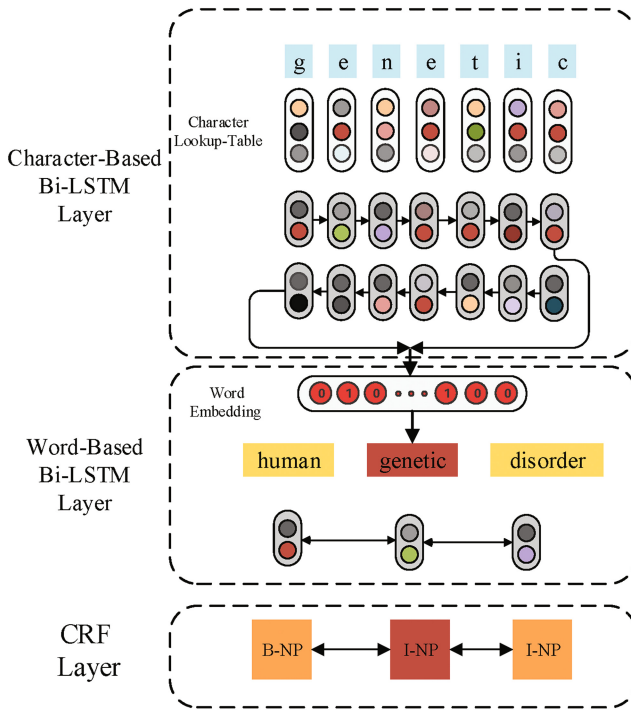 g e n e t i c
Character
Lookup-Table
Character-Based
Bi-LSTM
Layer
Word
Embedding
0 1 0 1 0 0
Word-Based
Bi-LSTM
Layer
human genetic disorder
CRF
Layer
B-NP I-NP I-NP